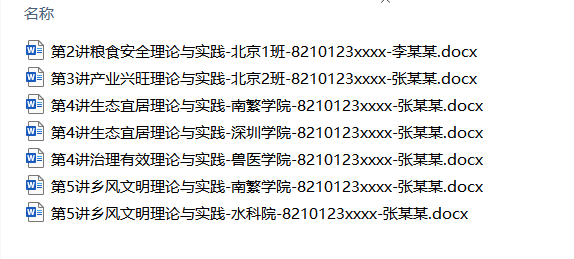 名称
第2讲粮食安全理论与实践-北京1班-8210123xxxx-李某某.docx
第3讲产业兴旺理论与实践-北京2班-8210123xxxx-张某某.docx
第4讲生态宜居理论与实践-南繁学院-8210123xxxx-张某某.docx
第4讲生态宜居理论与实践-深圳学院-8210123xxxx-张某某.docx
第4讲治理有效理论与实践-兽医学院-8210123xxxx-张某某.docx
第5讲乡风文明理论与实践-南繁学院-8210123xxxx-张某某.docx
第5讲乡风文明理论与实践-水科院-8210123xxxx-张某某.docx